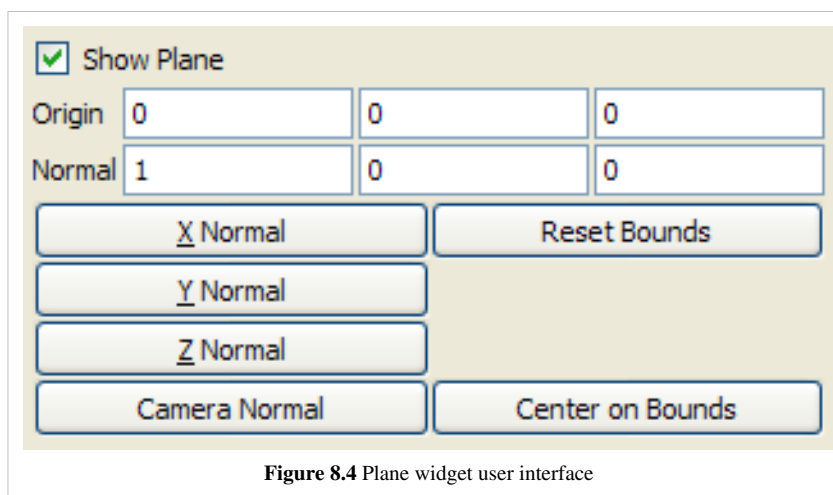 Show Plane
Origin 0 0 0
Normal 1 0 0
X Normal Reset Bounds
Y Normal
Z Normal
Camera Normal Center on Bounds
Figure 8.4 Plane widget user interface